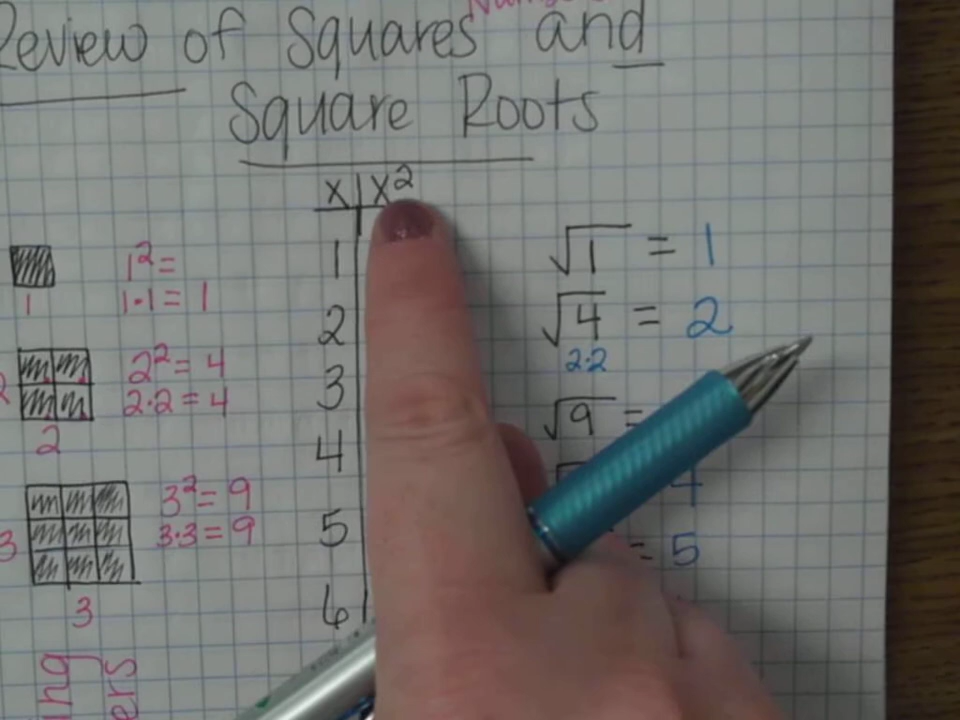 Review of Squares and
Square Roots
x x²
1
2
3
4
5
6
1
1² =
1·1 = 1
2
2² = 4
2·2 = 4
2
3
3² = 9
3·3 = 9
3
√1 = 1
√4 = 2
2·2
√9 =
4
= 5